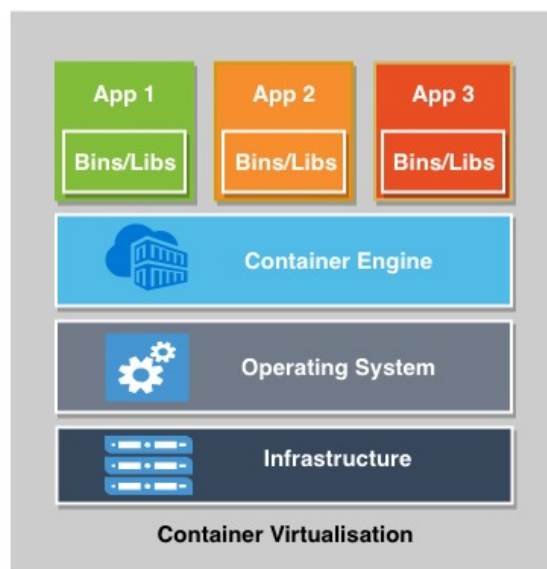 App 1
App 2
App 3
Bins/Libs
Bins/Libs
Bins/Libs
Container Engine
Operating System
Infrastructure
Container Virtualisation